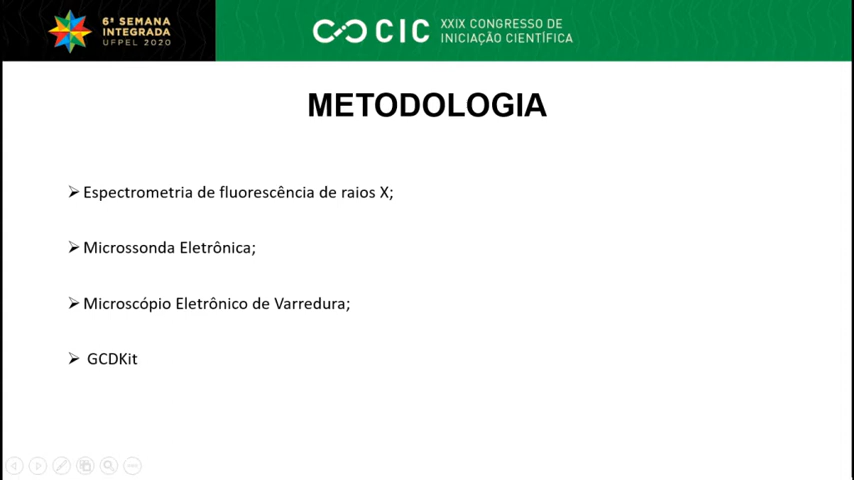 6ª SEMANA
INTEGRADA
UFPEL 2020
CIC
XXIX CONGRESSO DE
INICIAÇÃO CIENTÍFICA
METODOLOGIA
➢ Espectrometria de fluorescência de raios X;
➢ Microssonda Eletrônica;
➢ Microscópio Eletrônico de Varredura;
➢ GCDKit